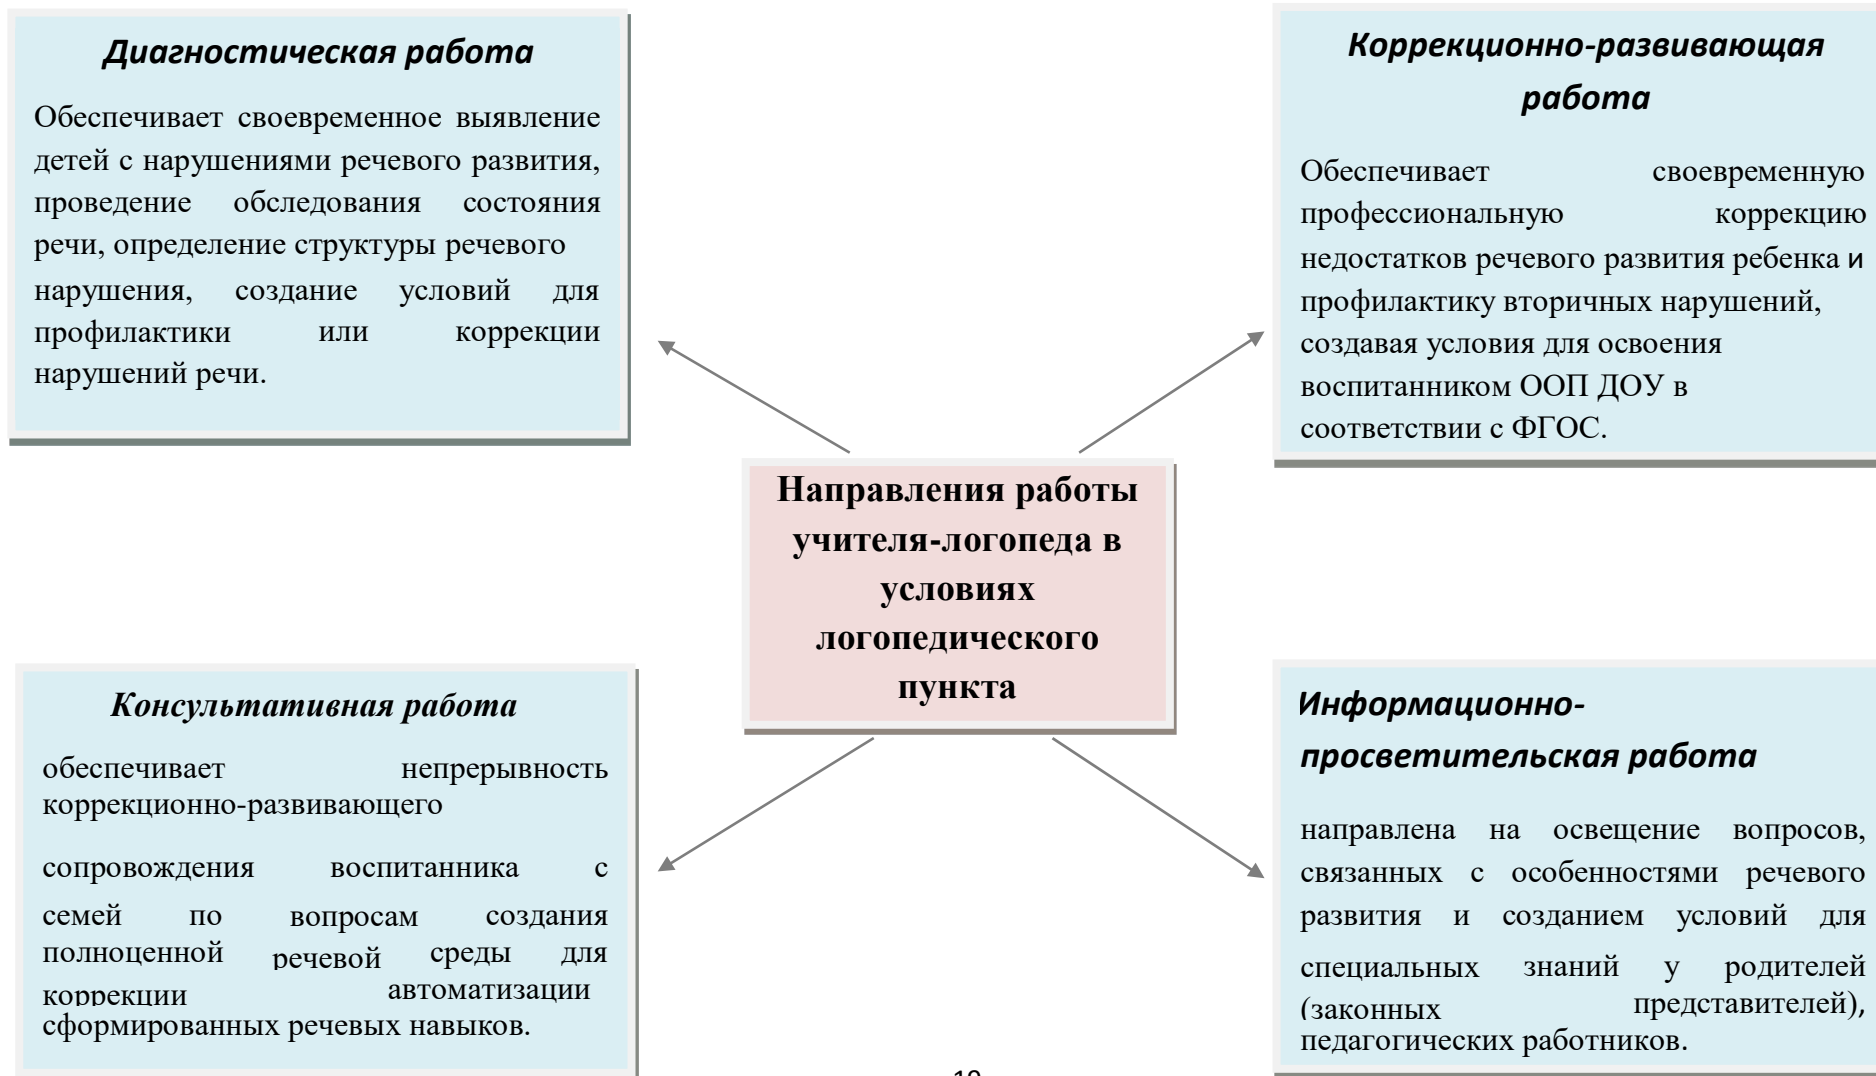 Диагностическая работа
Обеспечивает своевременное выявление
детей с нарушениями речевого развития,
проведение обследования состояния
речи, определение структуры речевого
нарушения, создание условий для
профилактики или коррекции
нарушений речи.
Коррекционно-развивающая
работа
Обеспечивает своевременную
профессиональную коррекцию
недостатков речевого развития ребенка и
профилактику вторичных нарушений,
создавая условия для освоения
воспитанником ООП ДОУ в
соответствии с ФГОС.
Направления работы
учителя-логопеда в
условиях
логопедического
пункта
Консультативная работа
обеспечивает непрерывность
коррекционно-развивающего
сопровождения воспитанника с
семей по вопросам создания
полноценной речевой среды для
коррекции автоматизации
сформированных речевых навыков.
Информационно-
просветительская работа
направлена на освещение вопросов,
связанных с особенностями речевого
развития и созданием условий для
специальных знаний у родителей
(законных представителей),
педагогических работников.